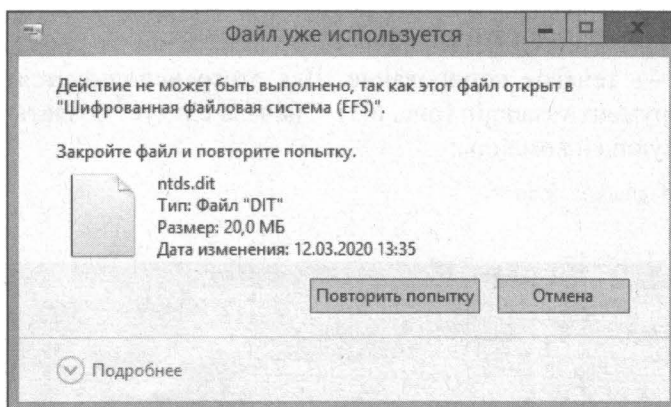 Файл уже используется
Действие не может быть выполнено, так как этот файл открыт в
"Шифрованная файловая система (EFS)".
Закройте файл и повторите попытку.
ntds.dit
Тип: Файл "DIT"
Размер: 20,0 МБ
Дата изменения: 12.03.2020 13:35
Повторить попытку
Отмена
Подробнее